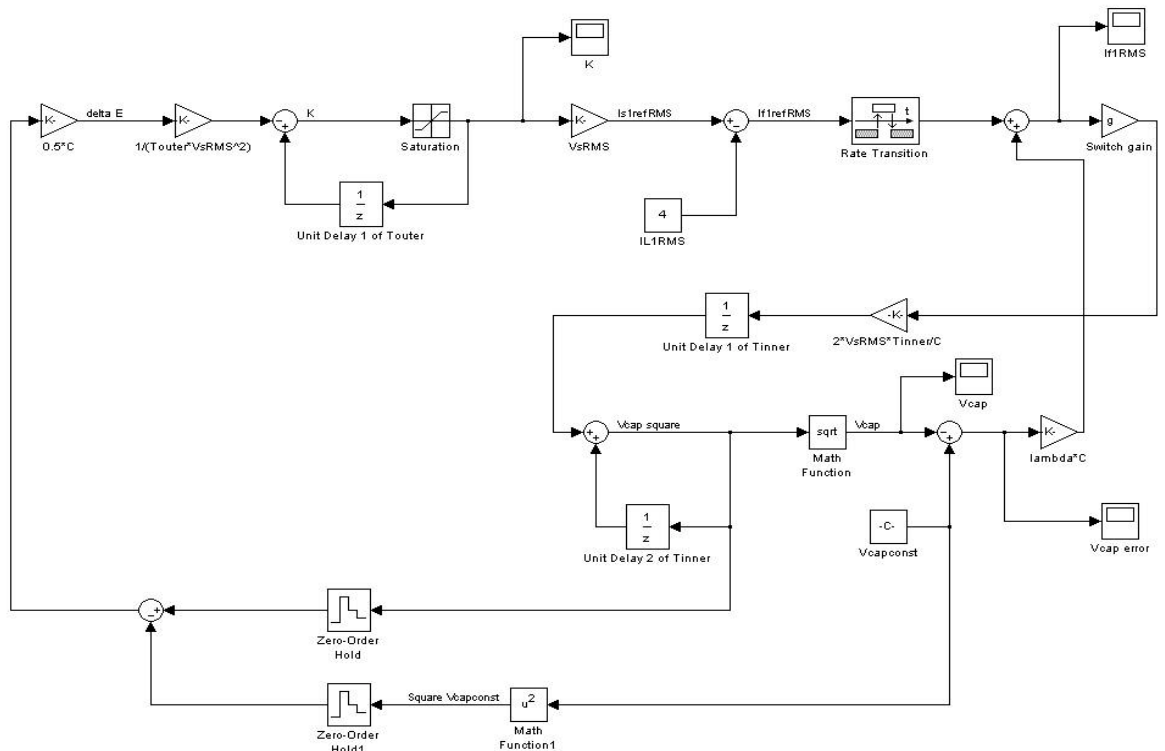 If1RMS
K
K-
delta E
K-
K
K-
Is1refRMS
If1refRMS
t
g
0.5*C
1/(Touter*VsRMS^2)
Saturation
VsRMS
Rate Transition
Switch gain
1
z
Unit Delay 1 of Touter
4
IL1RMS
1
z
Unit Delay 1 of Tinner
-K-
2*VsRMS*Tinner/C
Vcap
Vcap square
sqrt
Vcap
K-
Math
Function
lambda*C
1
z
Unit Delay 2 of Tinner
-C-
Vcapconst
Vcap error
Zero-Order
Hold
Square Vcapconst
u2
Zero-Order
Hold1
Math
Function1